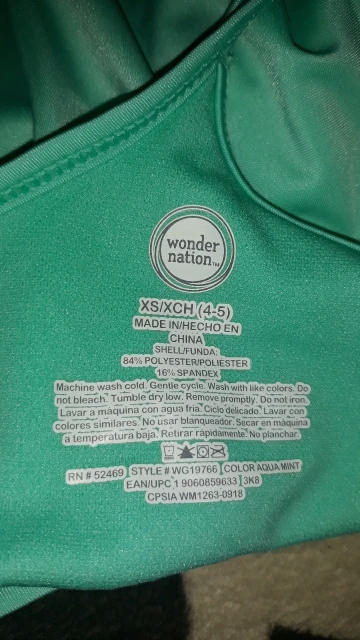 wonder
nation™
XS/XCH (4-5)
MADE IN/HECHO EN
CHINA
SHELL/FUNDA:
84% POLYESTER/POLIÉSTER
16% SPANDEX
Machine wash cold. Gentle cycle. Wash with like colors. Do
not bleach. Tumble dry low. Remove promptly. Do not iron.
Lavar a máquina con agua fría. Ciclo delicado. Lavar con
colores similares. No usar blanqueador. Secar en máquina
a temperatura baja. Retirar rápidamente. No planchar.
RN # 52469 STYLE # WG19766 COLOR AQUA MINT
EAN/UPC 1 9060859633 3K8
CPSIA WM1263-0918